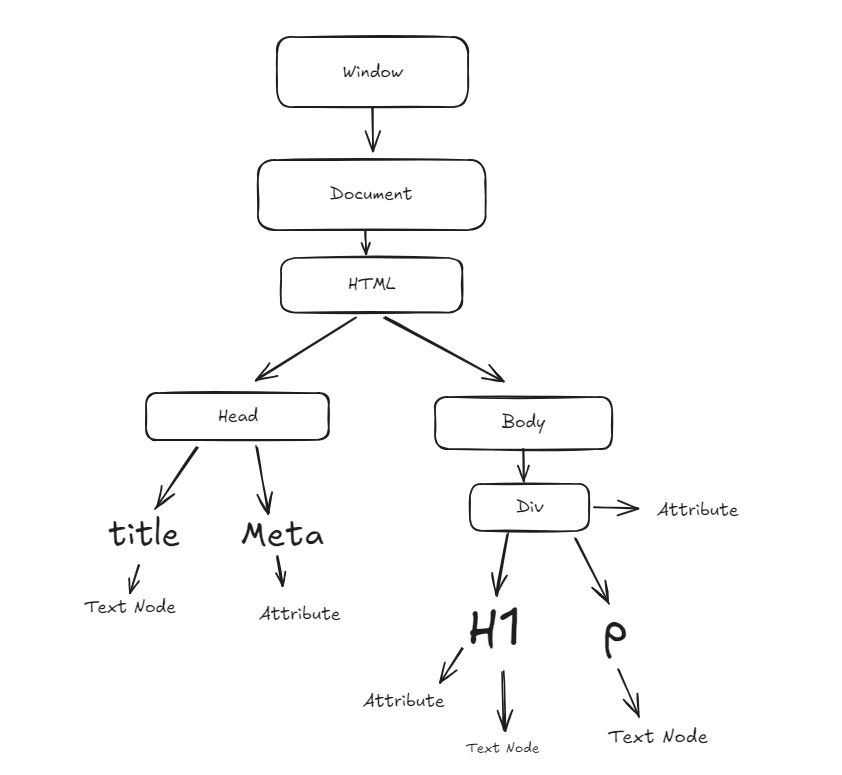 Window
Document
HTML
Head
Body
Div
Attribute
title
Meta
Text Node
Attribute
H1
p
Attribute
Text Node
Text Node